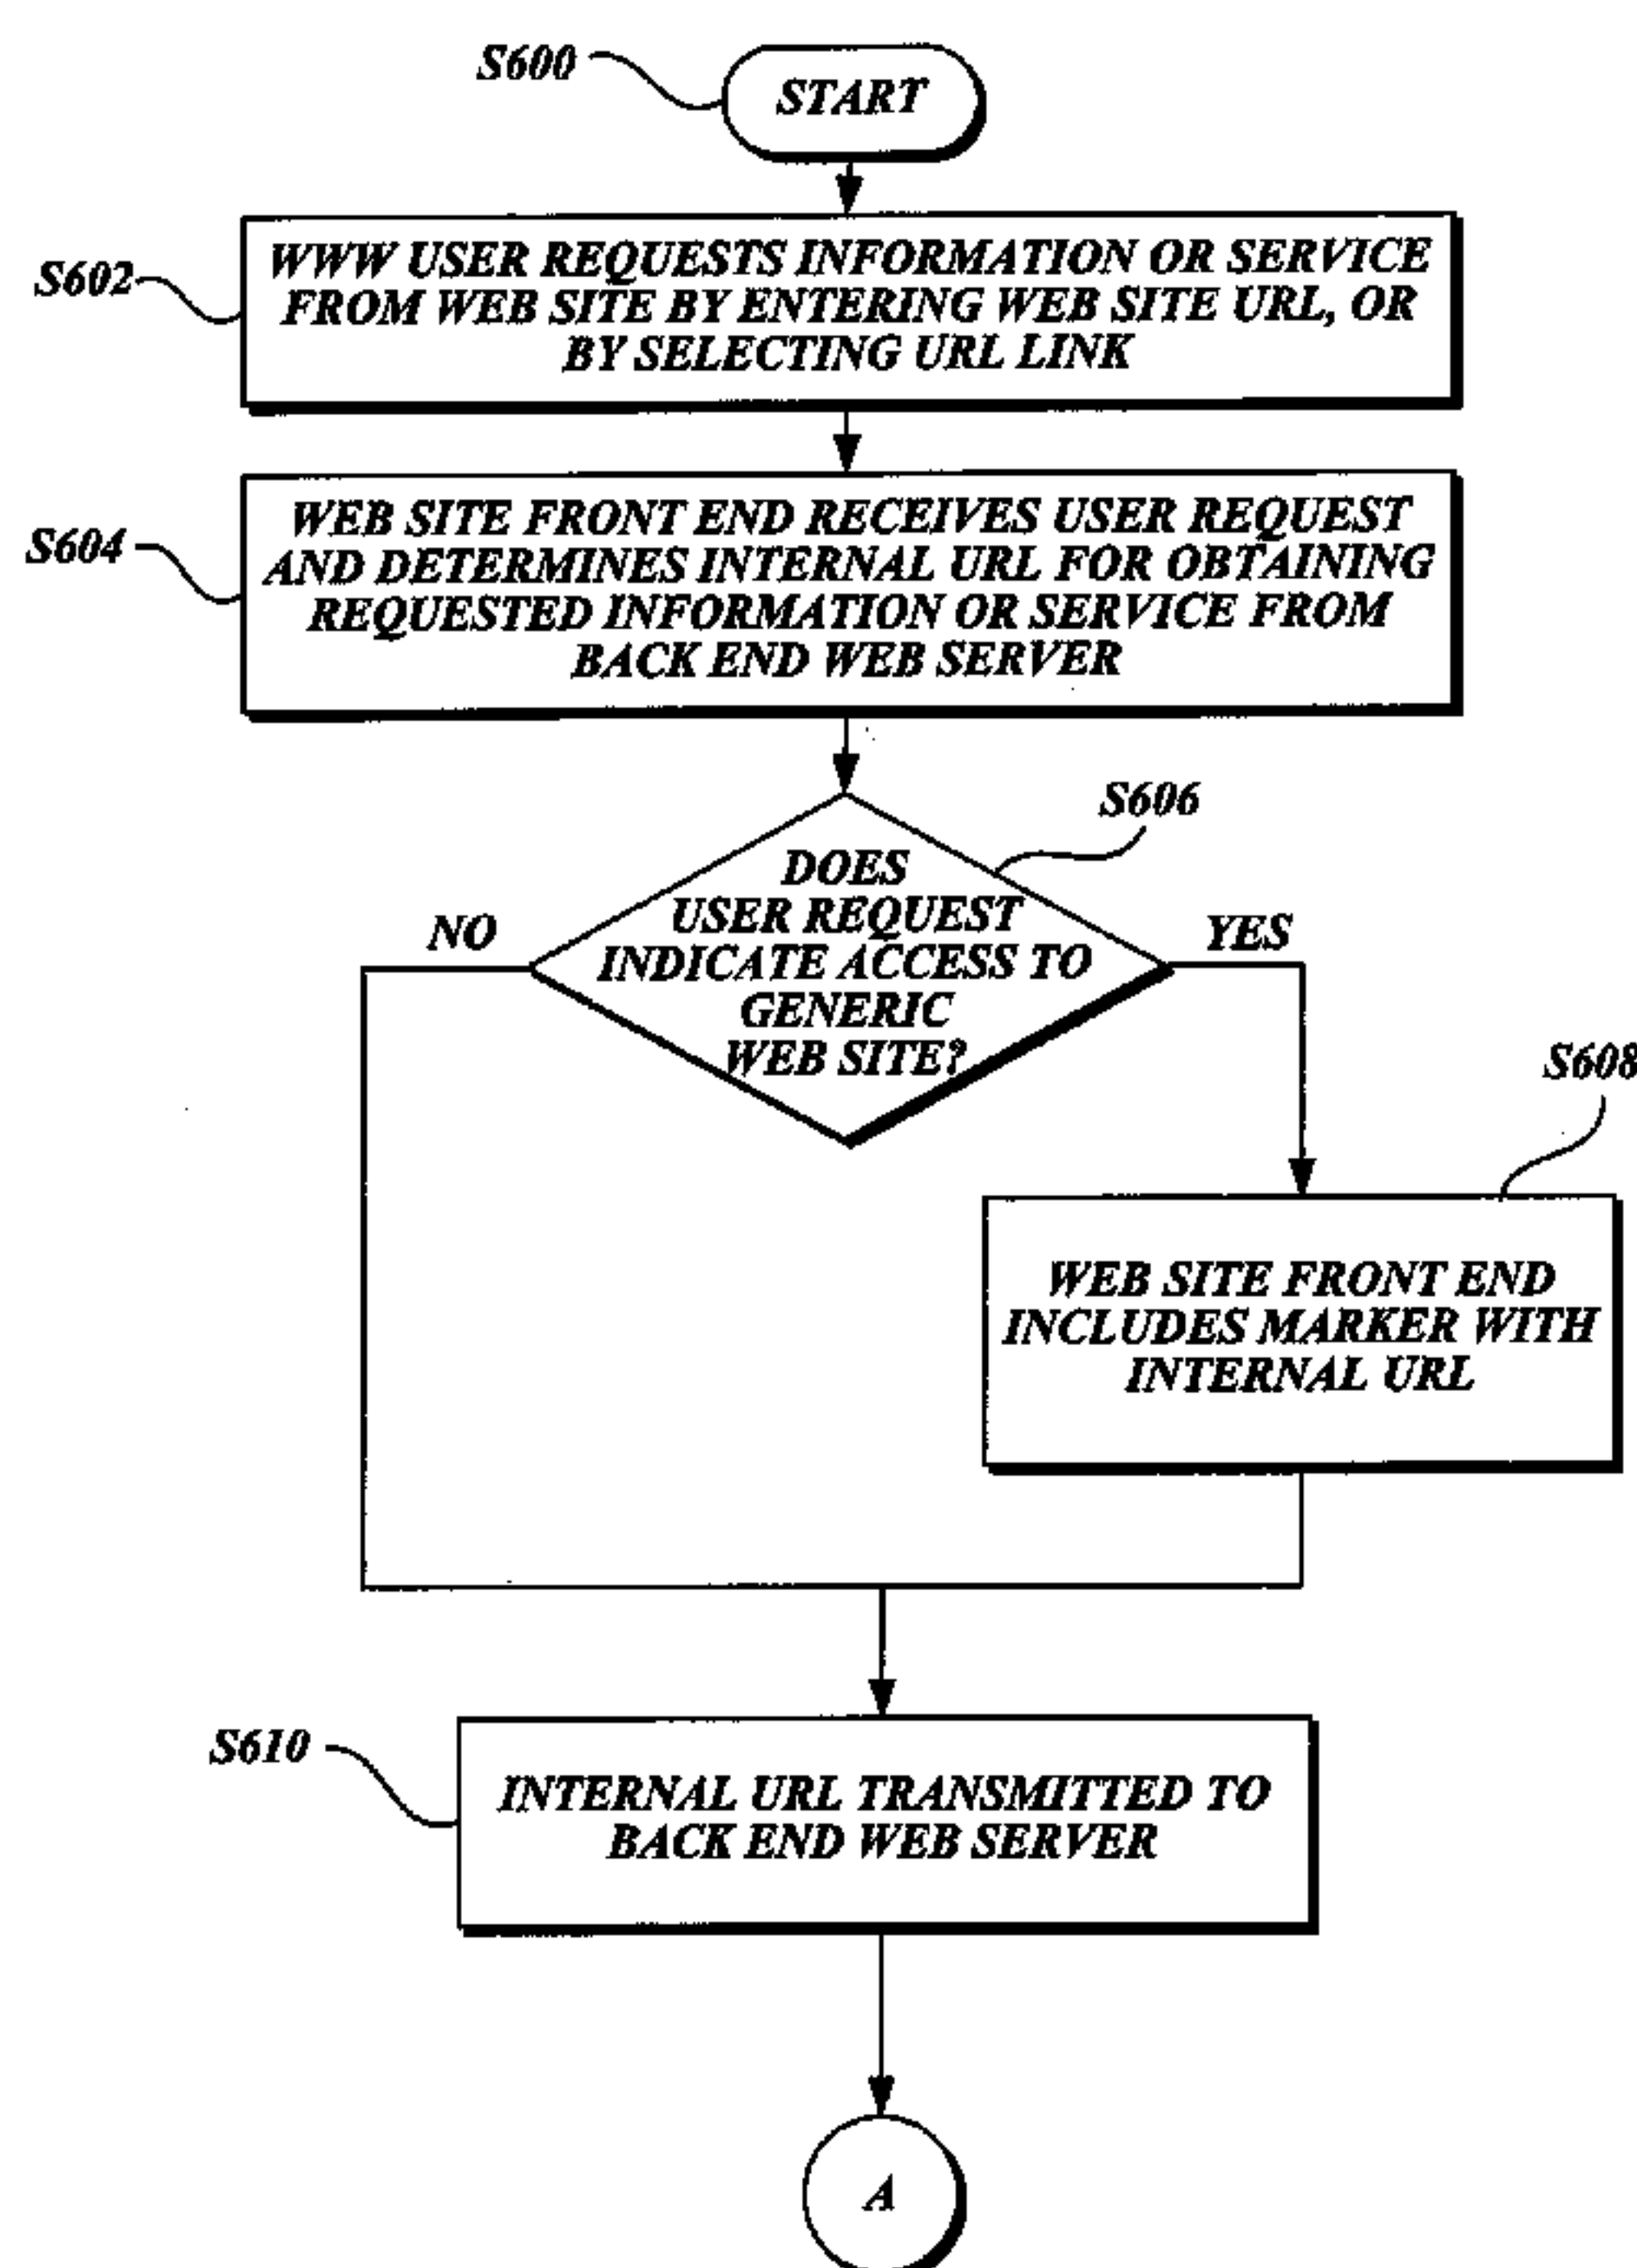 S600
START
S602
WWW USER REQUESTS INFORMATION OR SERVICE
FROM WEB SITE BY ENTERING WEB SITE URL, OR
BY SELECTING URL LINK
S604
WEB SITE FRONT END RECEIVES USER REQUEST
AND DETERMINES INTERNAL URL FOR OBTAINING
REQUESTED INFORMATION OR SERVICE FROM
BACK END WEB SERVER
S606
DOES
USER REQUEST
INDICATE ACCESS TO
GENERIC
WEB SITE?
NO
YES
S608
WEB SITE FRONT END
INCLUDES MARKER WITH
INTERNAL URL
S610
INTERNAL URL TRANSMITTED TO
BACK END WEB SERVER
A